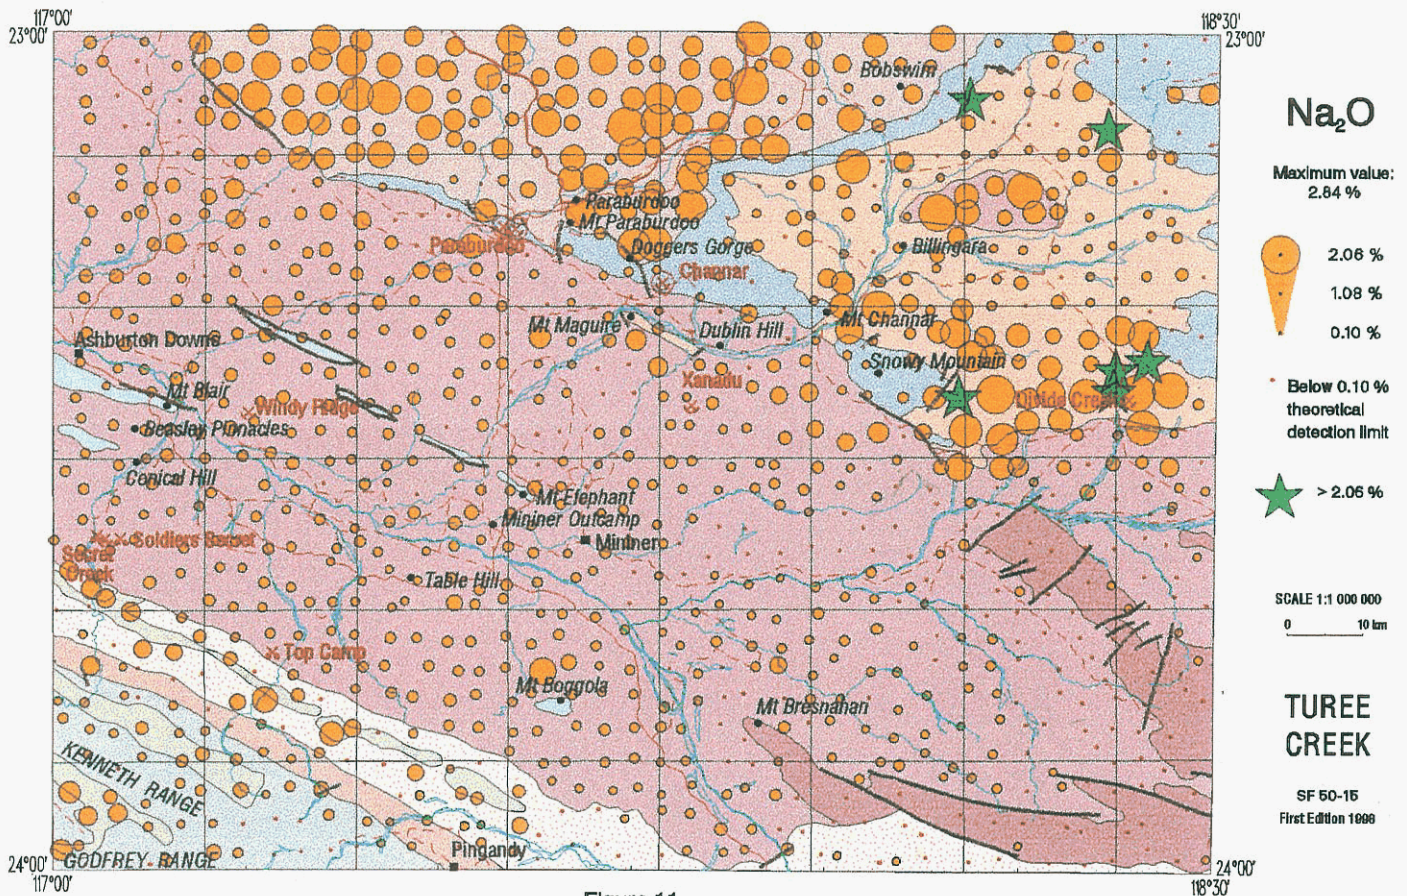 117°00'
23°00'
118°30'
23°00'
Bobswim
Na₂O
Maximum value:
2.84 %
2.06 %
1.08 %
0.10 %
Below 0.10 %
theoretical
detection limit
> 2.06 %
SCALE 1:1 000 000
0 10 km
TUREE
CREEK
SF 50-15
First Edition 1998
Paraburdoo
Mt Paraburdoo
Paraburdoo
Doggers Gorge
Billingara
Channar
Mt Maguire
Dublin Hill
Mt Channar
Ashburton Downs
Snowy Mountain
Xanadu
Mt Blair
Windy Ridge
Divide Creek
Beasley Pinnacles
Conical Hill
Mt Elephant
Mininer Outcamp
Soldiers Secret
Mininer
Secret
Creek
Table Hill
Top Camp
Mt Boggola
Mt Bresnahan
KENNETH RANGE
GODFREY RANGE
Pingandy
24°00'
117°00'
24°00'
118°30'
Figure 11